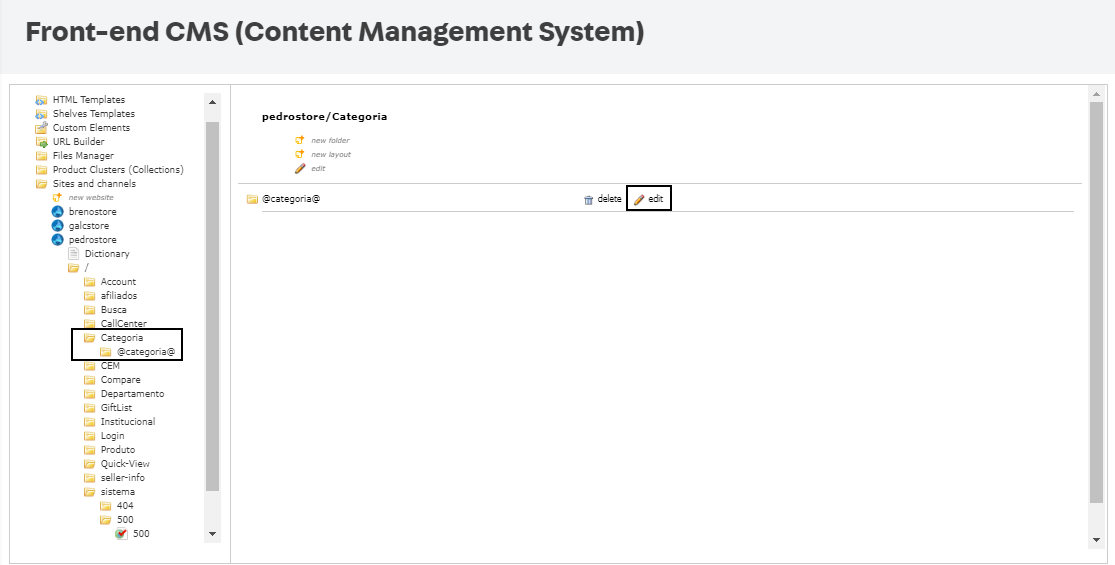 Front-end CMS (Content Management System)
HTML Templates
Shelves Templates
Custom Elements
URL Builder
Files Manager
Product Clusters (Collections)
Sites and channels
new website
brenostore
galcstore
pedrostore
Dictionary
/
Account
afiliados
Busca
CallCenter
Categoria
@categoria@
CEM
Compare
Departamento
GiftList
Institucional
Login
Produto
Quick-View
seller-info
sistema
404
500
500
pedrostore/Categoria
new folder
new layout
edit
@categoria@ delete edit